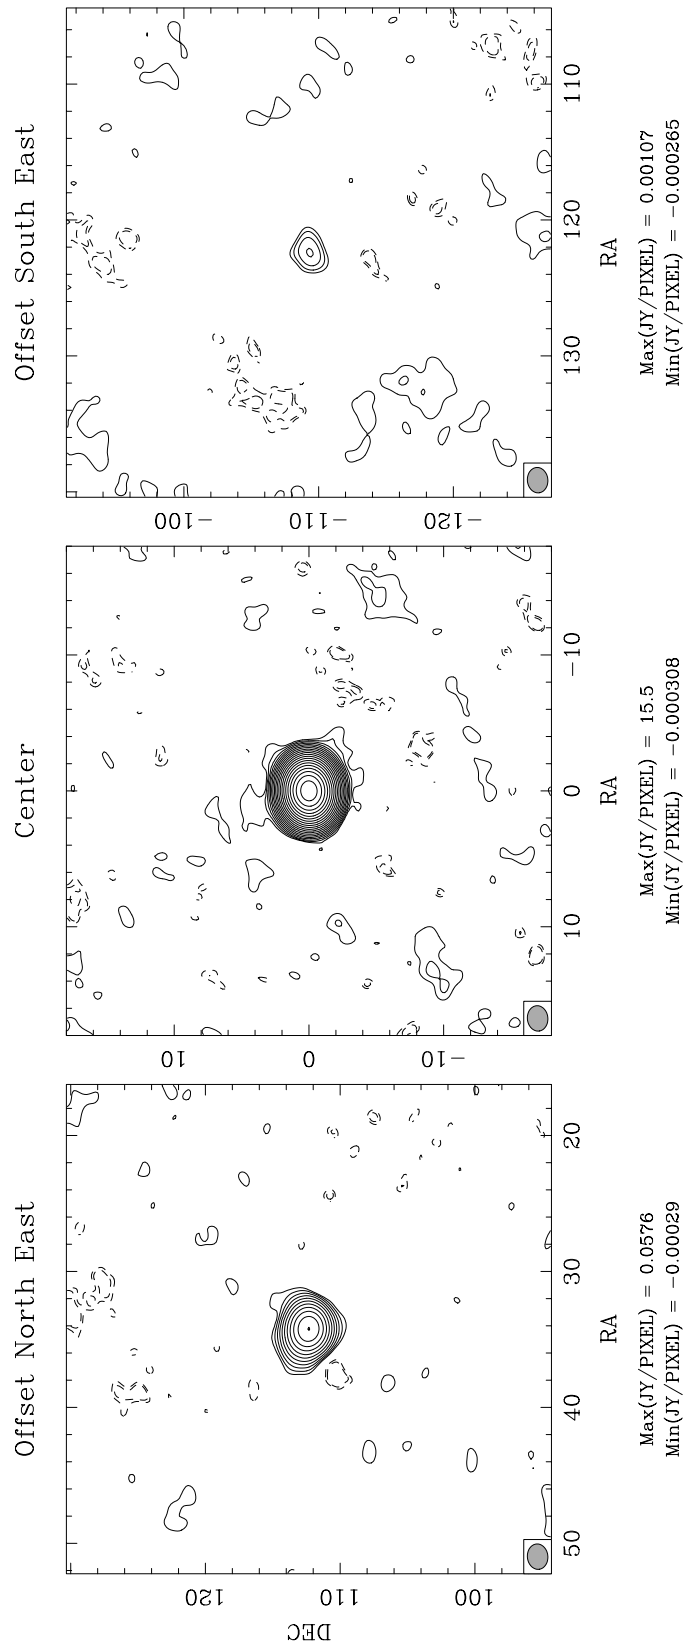 Offset North East
DEC
120
110
100
50
40
30
20
RA
Max(JY/PIXEL) = 0.0576
Min(JY/PIXEL) = −0.00029
Center
10
0
−10
10
0
−10
RA
Max(JY/PIXEL) = 15.5
Min(JY/PIXEL) = −0.000308
Offset South East
−100
−110
−120
130
120
110
RA
Max(JY/PIXEL) = 0.00107
Min(JY/PIXEL) = −0.000265